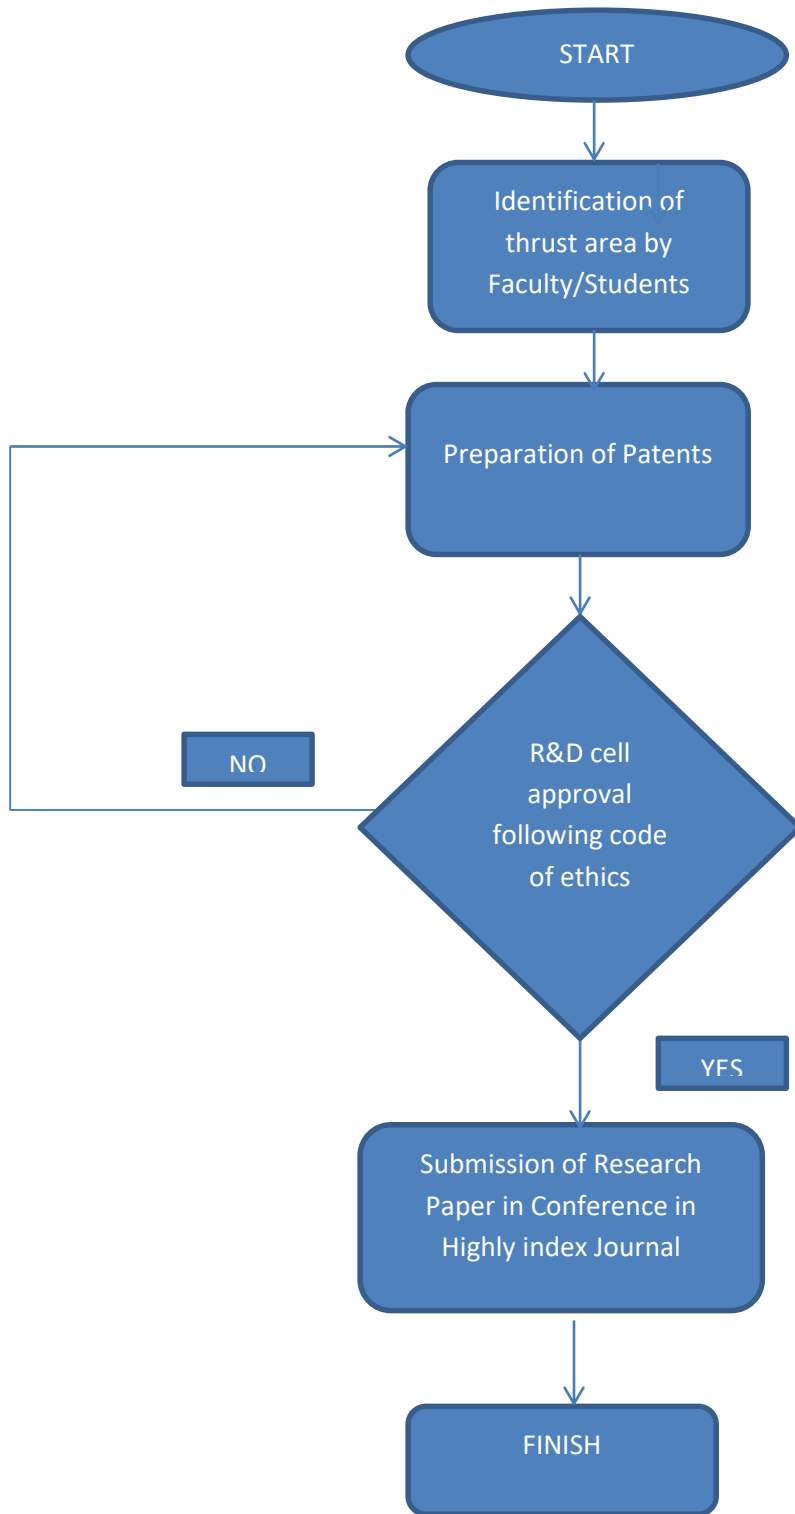 START
Identification of
thrust area by
Faculty/Students
Preparation of Patents
R&D cell
approval
following code
of ethics
NO
YES
Submission of Research
Paper in Conference in
Highly index Journal
FINISH